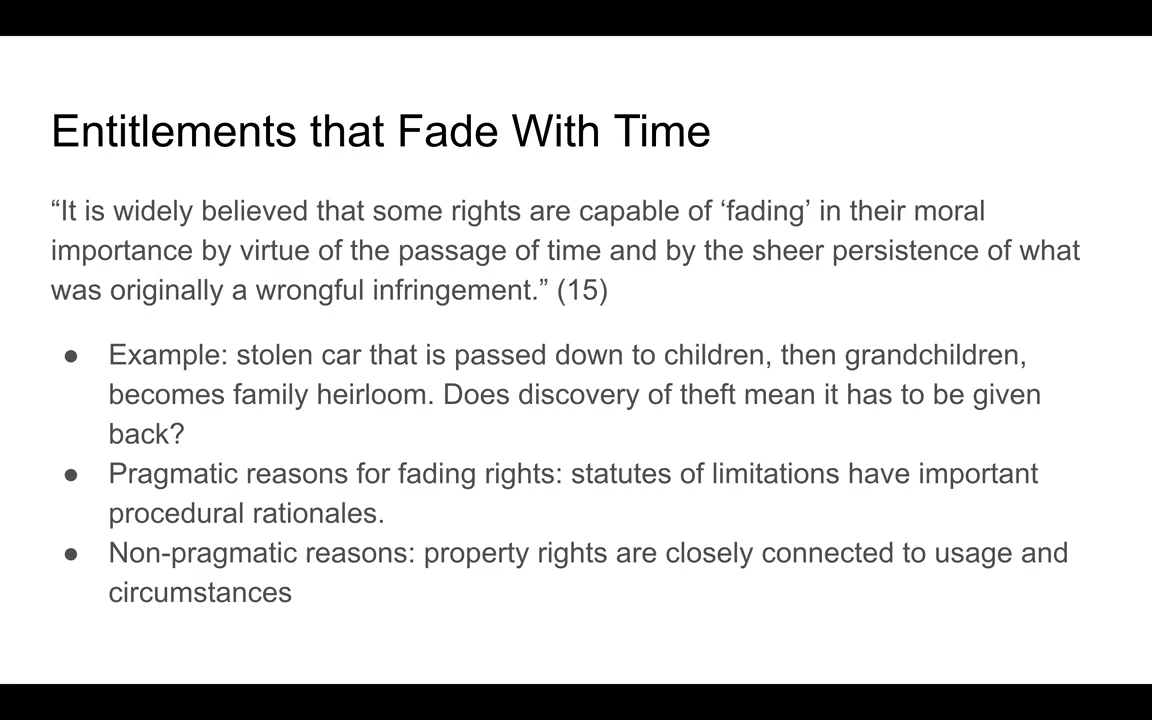 Entitlements that Fade With Time
“It is widely believed that some rights are capable of ‘fading’ in their moral
importance by virtue of the passage of time and by the sheer persistence of what
was originally a wrongful infringement.” (15)
● Example: stolen car that is passed down to children, then grandchildren,
becomes family heirloom. Does discovery of theft mean it has to be given
back?
● Pragmatic reasons for fading rights: statutes of limitations have important
procedural rationales.
● Non-pragmatic reasons: property rights are closely connected to usage and
circumstances